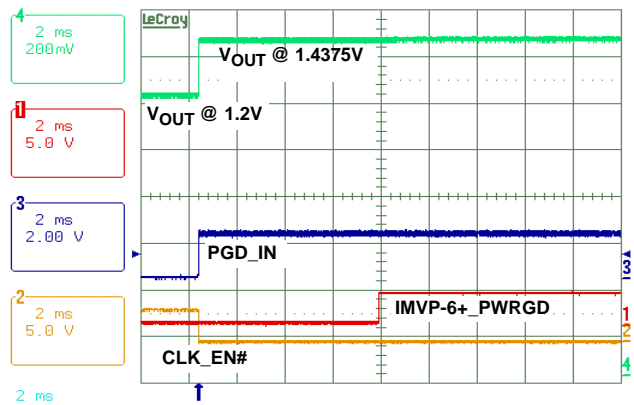 4
2 ms
200mV
1
2 ms
5.0 V
3
2 ms
2.00 V
2
2 ms
5.0 V
2 ms
LeCroy
VOUT @ 1.4375V
VOUT @ 1.2V
PGD_IN
IMVP-6+_PWRGD
CLK_EN#
3
1
2
4